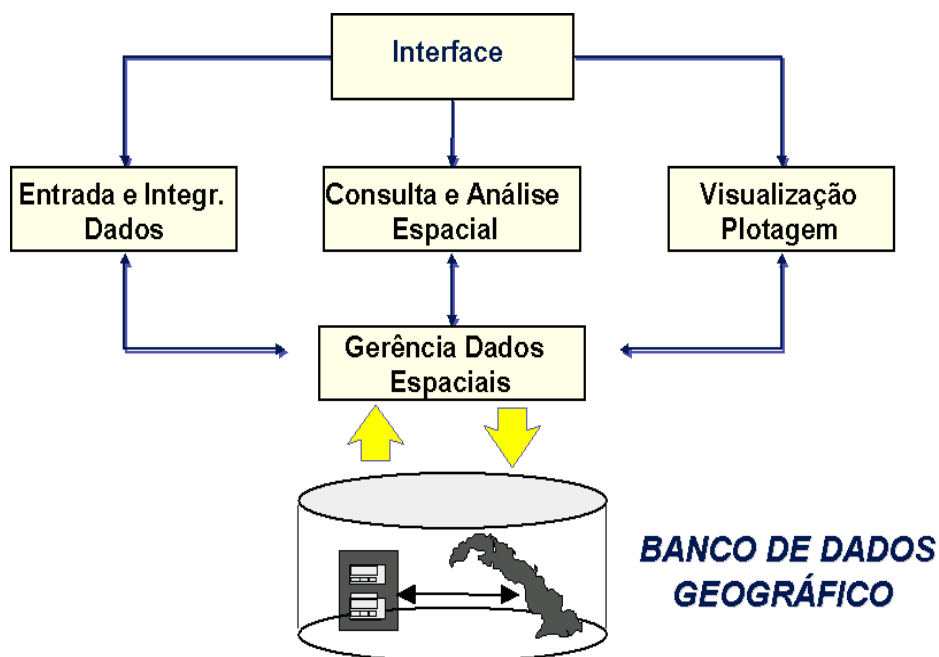 Interface
Entrada e Integr.
Dados
Consulta e Análise
Espacial
Visualização
Plotagem
Gerência Dados
Espaciais
BANCO DE DADOS
GEOGRÁFICO